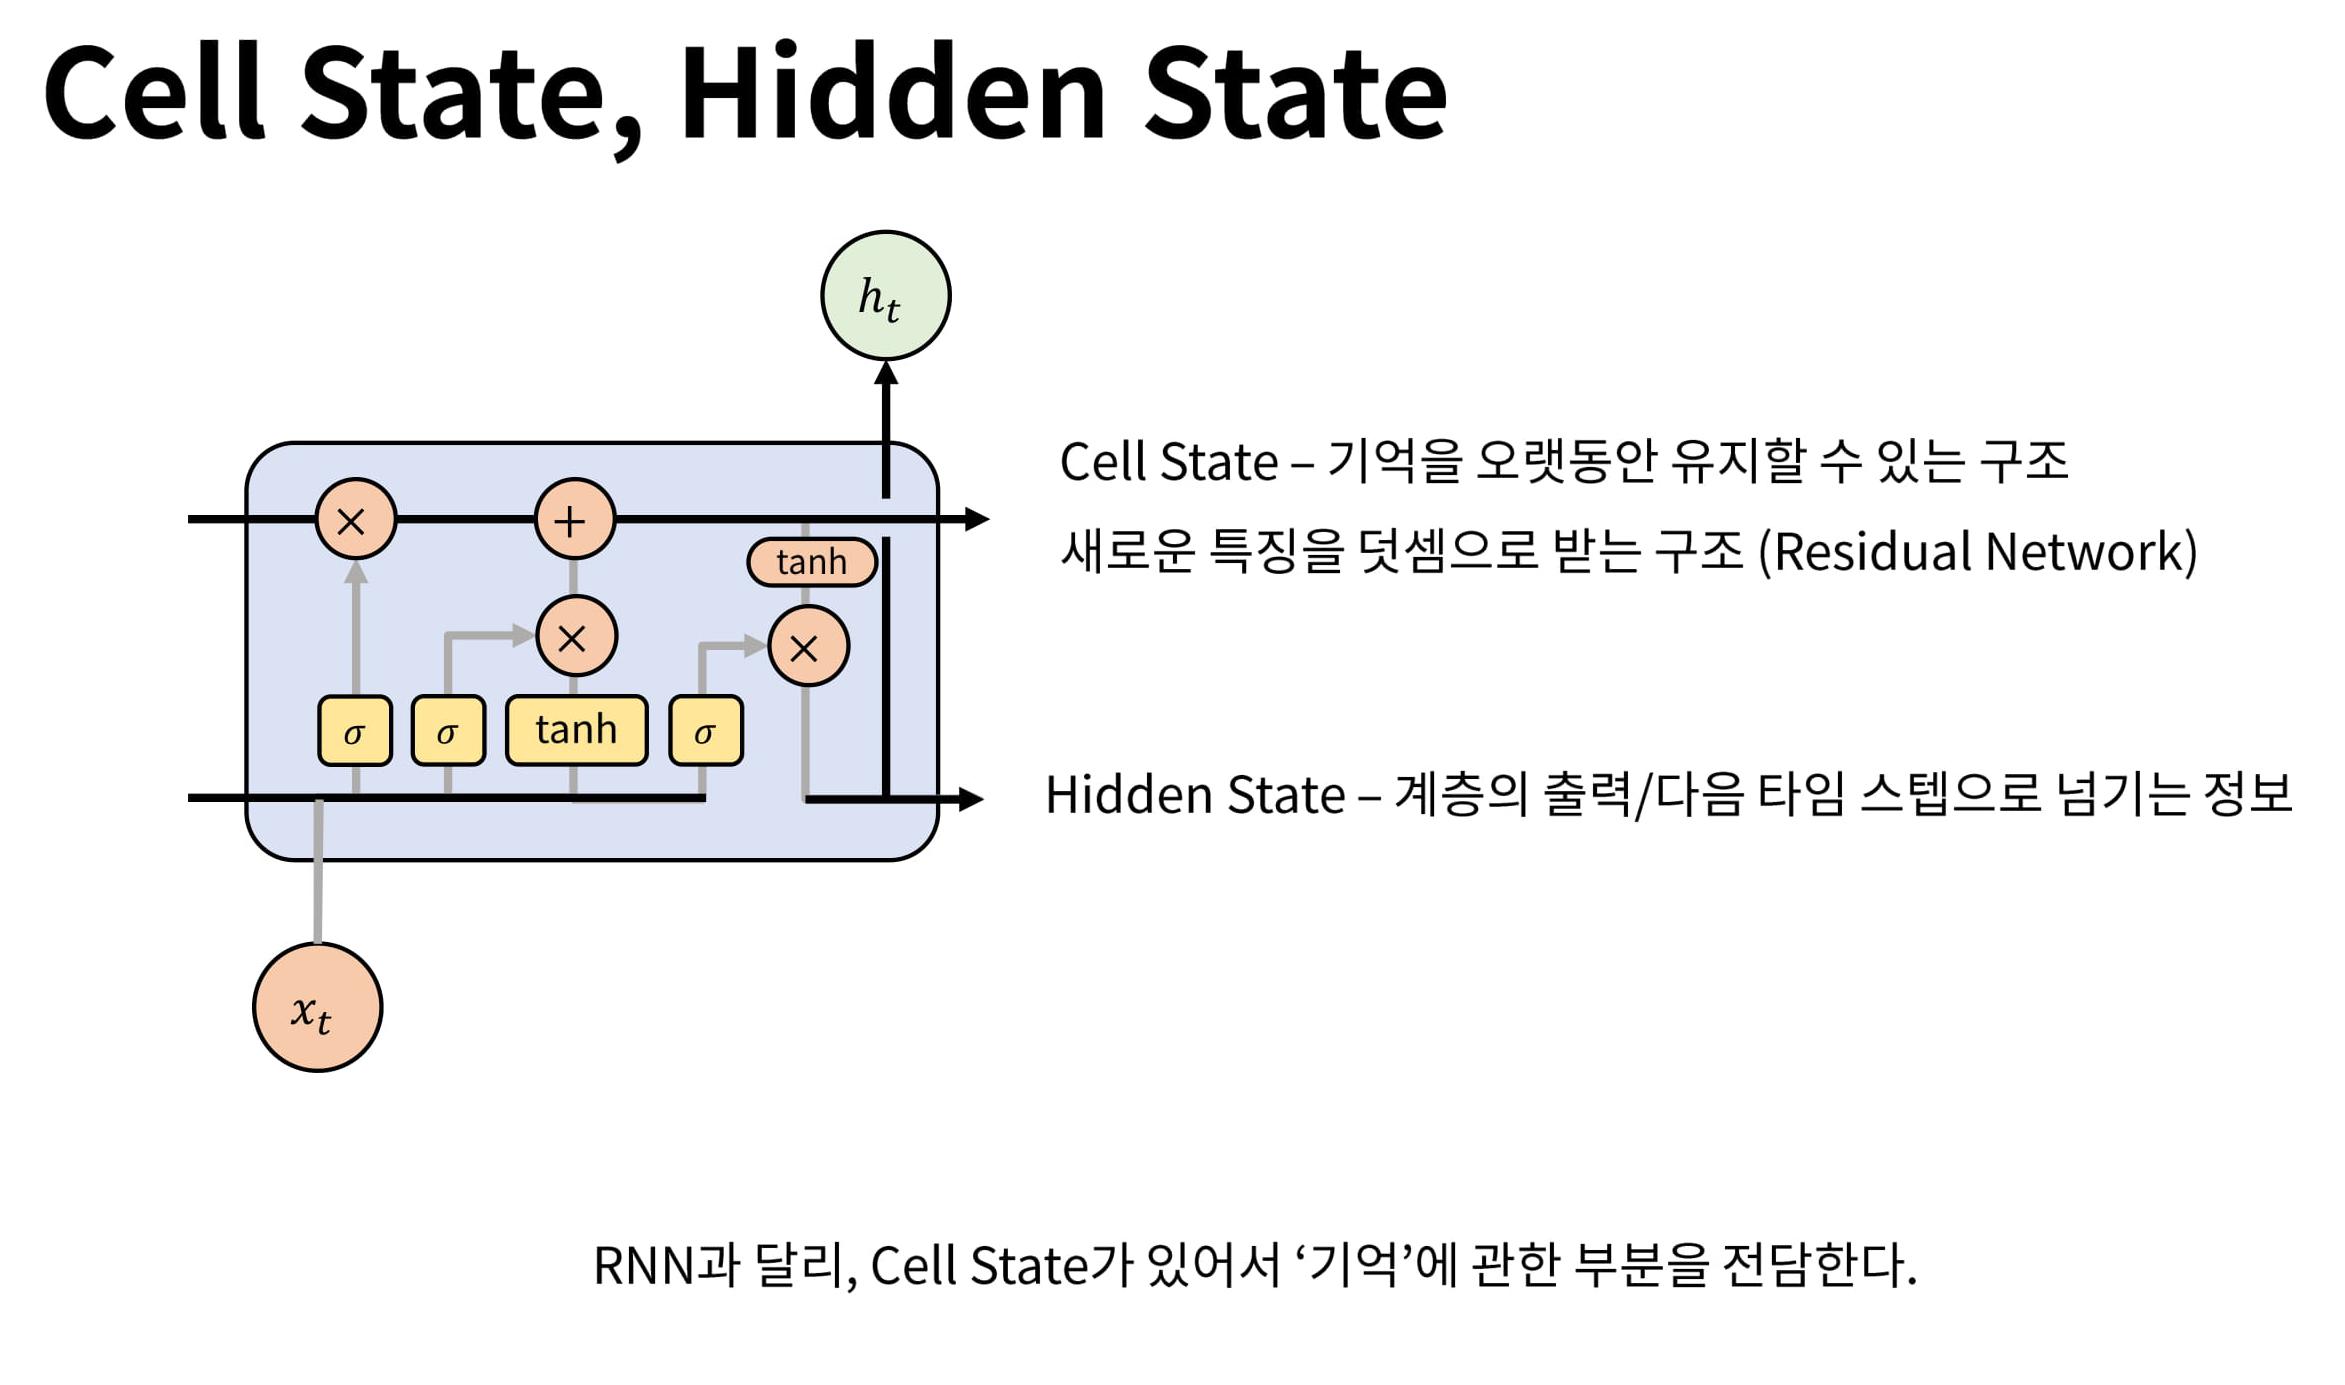 Cell State, Hidden State
h_t
Cell State – 기억을 오랫동안 유지할 수 있는 구조
새로운 특징을 덧셈으로 받는 구조 (Residual Network)
× +
tanh
× ×
σ σ tanh σ
Hidden State – 계층의 출력/다음 타임 스텝으로 넘기는 정보
x_t
RNN과 달리, Cell State가 있어서 ‘기억’에 관한 부분을 전담한다.